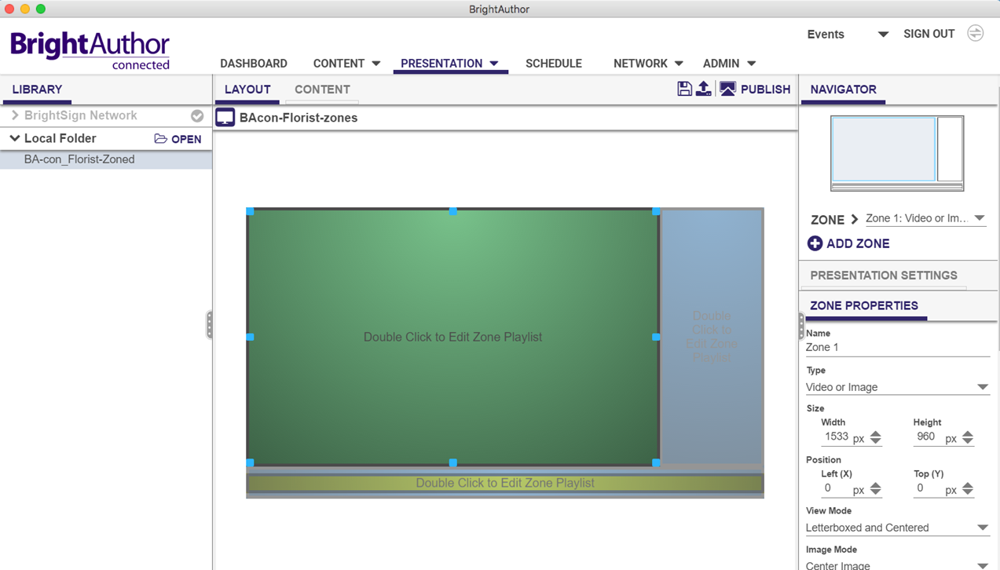 BrightAuthor
BrightAuthor
connected
Events
SIGN OUT
DASHBOARD
CONTENT
PRESENTATION
SCHEDULE
NETWORK
ADMIN
LIBRARY
LAYOUT
CONTENT
PUBLISH
NAVIGATOR
BrightSign Network
BAcon-Florist-zones
Local Folder
OPEN
BA-con_Florist-Zoned
Double Click to Edit Zone Playlist
Double
Click to
Edit Zone
Playlist
Double Click to Edit Zone Playlist
ZONE
Zone 1: Video or Im...
ADD ZONE
PRESENTATION SETTINGS
ZONE PROPERTIES
Name
Zone 1
Type
Video or Image
Size
Width Height
1533 px 960 px
Position
Left (X) Top (Y)
0 px 0 px
View Mode
Letterboxed and Centered
Image Mode
Center Image